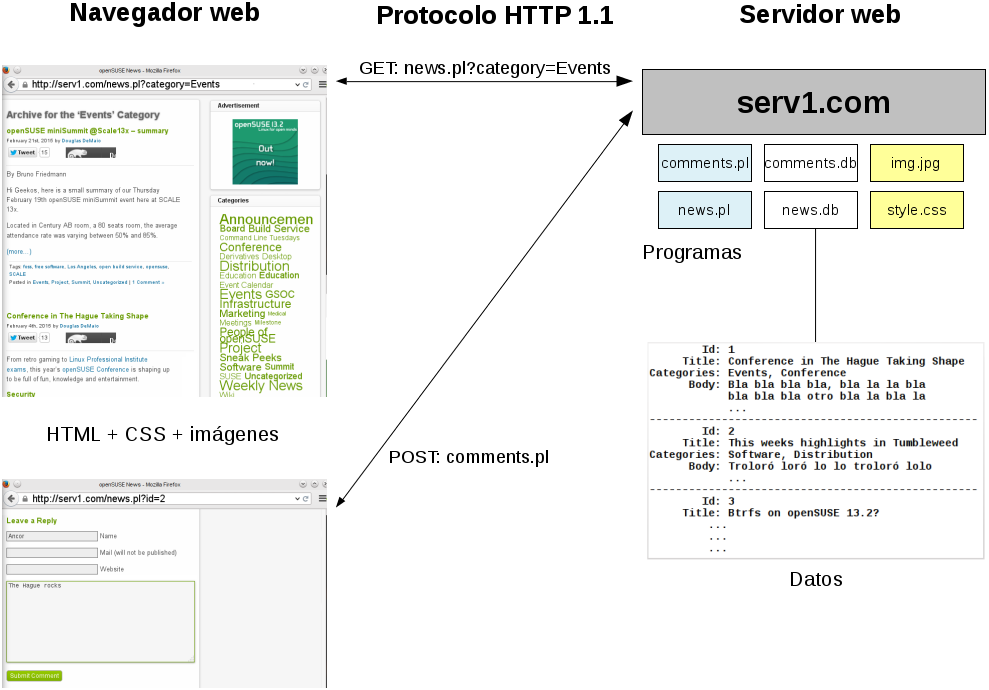 Navegador web
Protocolo HTTP 1.1
Servidor web
openSUSE News - Mozilla Firefox
http://serv1.com/news.pl?category=Events
Archive for the 'Events' Category
openSUSE miniSummit @Scale13x – summary
February 21st, 2015 by Douglas DeMaio
Tweet 15
By Bruno Friedmann
Hi Geekos, here is a small summary of our Thursday
February 19th openSUSE miniSummit event here at SCALE
13x.
Located in Century AB room, a 80 seats room, the average
attendance rate was varying between 50% and 85%.
(more…)
Tags: free software, Los Angeles, open build service, opensuse,
SCALE
Posted in Events, Project, Summit, Uncategorized | 1 Comment »
Conference in The Hague Taking Shape
February 4th, 2015 by Douglas DeMaio
Tweet 13
From retro gaming to Linux Professional Institute
exams, this year's openSUSE Conference is shaping up
to be full of fun, knowledge and entertainment.
Security
Advertisement
openSUSE 13.2
Linux for open minds
Out
now!
Categories
Announcemen
Board Build Service
Command Line Tuesdays
Conference
Derivatives Desktop
Distribution
Education Education
Event Calendar
Events GSOC
Infrastructure
Marketing Medical
Meetings Milestone
People of
openSUSE
Project
Sneak Peeks
Software Summit
SUSE Uncategorized
Weekly News
Wiki
HTML + CSS + imágenes
GET: news.pl?category=Events
POST: comments.pl
serv1.com
comments.pl
comments.db
img.jpg
news.pl
news.db
style.css
Programas
Id: 1
Title: Conference in The Hague Taking Shape
Categories: Events, Conference
Body: Bla bla bla bla, bla la la bla
bla bla bla otro bla la bla la
...
Id: 2
Title: This weeks highlights in Tumbleweed
Categories: Software, Distribution
Body: Troloró loró lo lo troloró lolo
...
Id: 3
Title: Btrfs on openSUSE 13.2?
...
...
...
Datos
openSUSE News - Mozilla Firefox
http://serv1.com/news.pl?id=2
Leave a Reply
Ancor Name
Mail (will not be published)
Website
The Hague rocks
Submit Comment